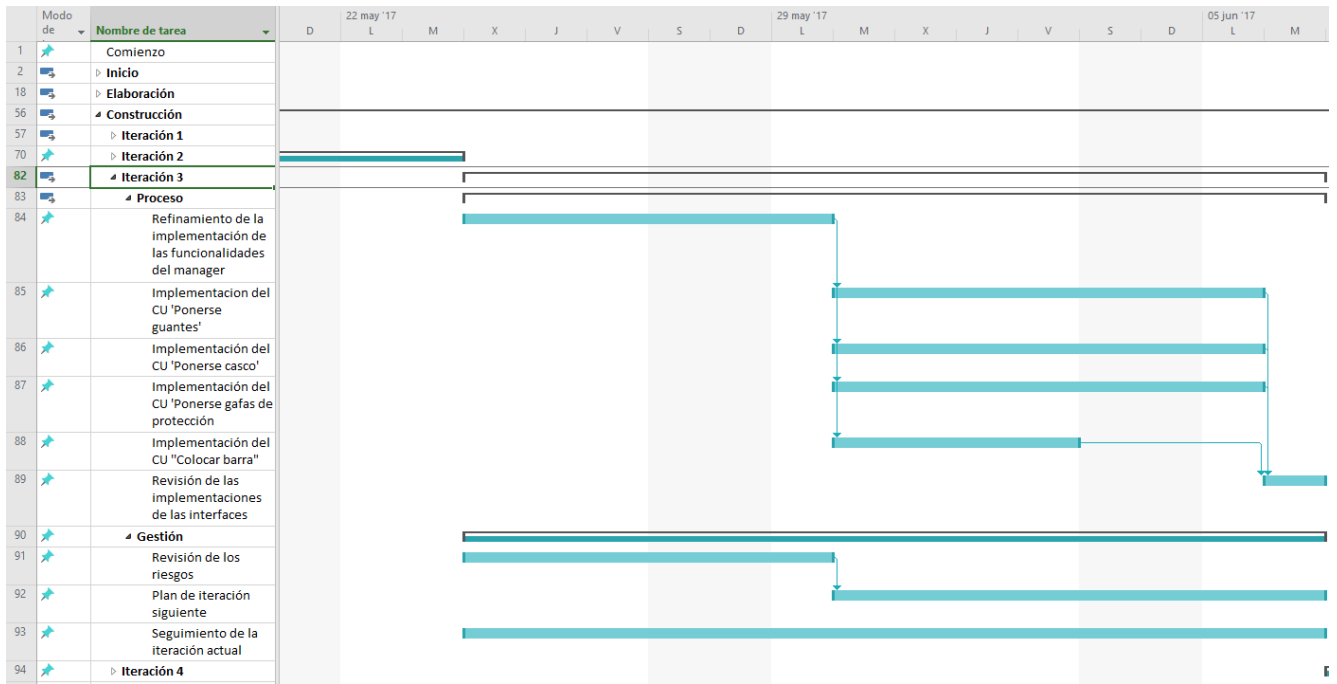 Modo
de
Nombre de tarea
22 may '17
29 may '17
05 jun '17
D L M X J V S D L M X J V S D L M
1 Comienzo
2 Inicio
18 Elaboración
56 Construcción
57 Iteración 1
70 Iteración 2
82 Iteración 3
83 Proceso
84 Refinamiento de la
implementación de
las funcionalidades
del manager
85 Implementacion del
CU 'Ponerse
guantes'
86 Implementación del
CU 'Ponerse casco'
87 Implementación del
CU 'Ponerse gafas de
protección
88 Implementación del
CU "Colocar barra"
89 Revisión de las
implementaciones
de las interfaces
90 Gestión
91 Revisión de los
riesgos
92 Plan de iteración
siguiente
93 Seguimiento de la
iteración actual
94 Iteración 4